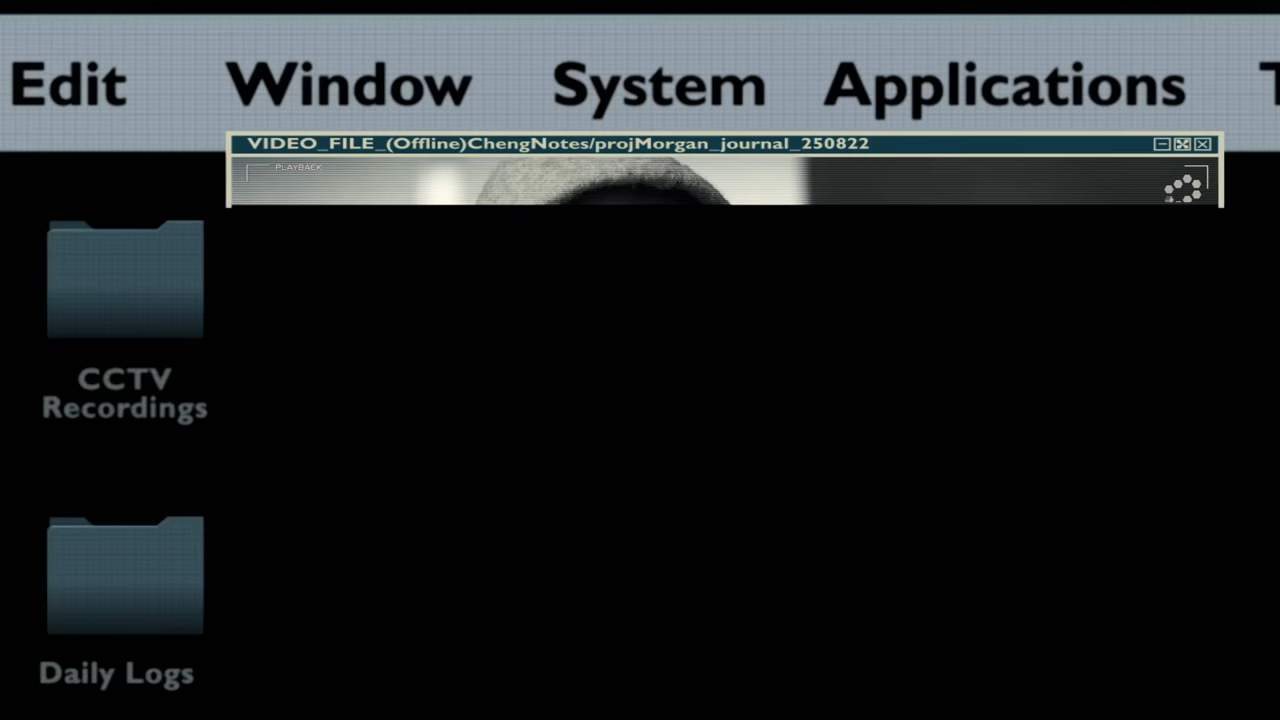 Edit Window System Applications T
VIDEO_FILE_(Offline)ChengNotes/projMorgan_journal_250822
PLAYBACK
CCTV
Recordings
Daily Logs